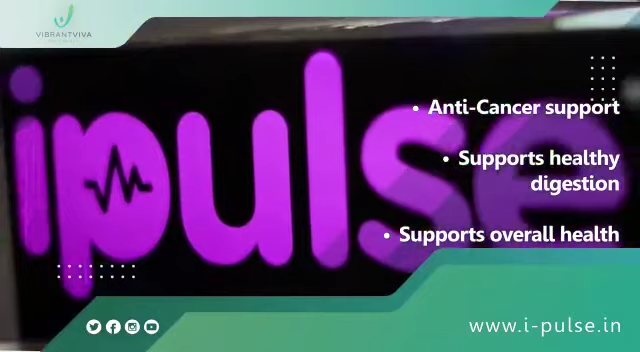 VIBRANTVIVA
ipulse
• Anti-Cancer support
• Supports healthy
digestion
• Supports overall health
www.i-pulse.in